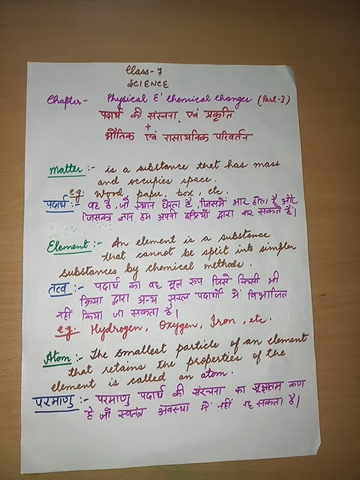 Class-7
SCIENCE
Chapter:- Physical & Chemical Changes (Part-I)
पदार्थ की संरचना एवं प्रकृति
+
भौतिक एवं रासायनिक परिवर्तन
Matter:- is a substance that has mass
and occupies space.
e.g. Wood, paper, box, etc.
पदार्थ:- वह है, जो स्थान घेरता है, जिसमें भार होता है और
जिसका ज्ञान हम अपनी इंद्रियों द्वारा कर सकते हैं।
Element:- An element is a substance
that cannot be split into simpler
substances by chemical methods.
तत्व:- पदार्थ का वह मूल रूप जिसे किसी भी
क्रिया द्वारा अन्य सरल पदार्थों में विभाजित
नहीं किया जा सकता है।
e.g. Hydrogen, Oxygen, Iron, etc.
Atom:- The smallest particle of an element
that retains the properties of the
element is called an atom.
परमाणु:- परमाणु पदार्थ की संरचना का सूक्ष्मतम कण
है जो स्वतंत्र अवस्था में नहीं रह सकता है।